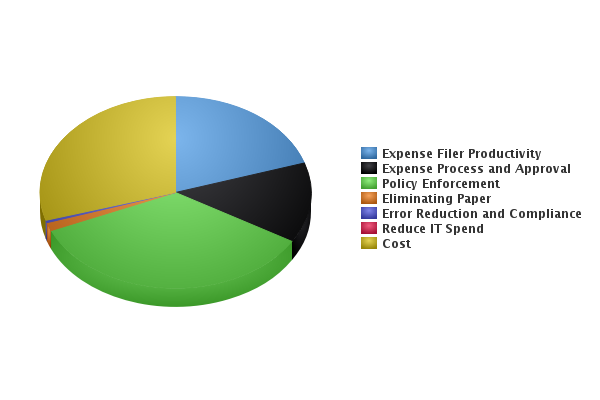 Expense Filer Productivity
Expense Process and Approval
Policy Enforcement
Eliminating Paper
Error Reduction and Compliance
Reduce IT Spend
Cost